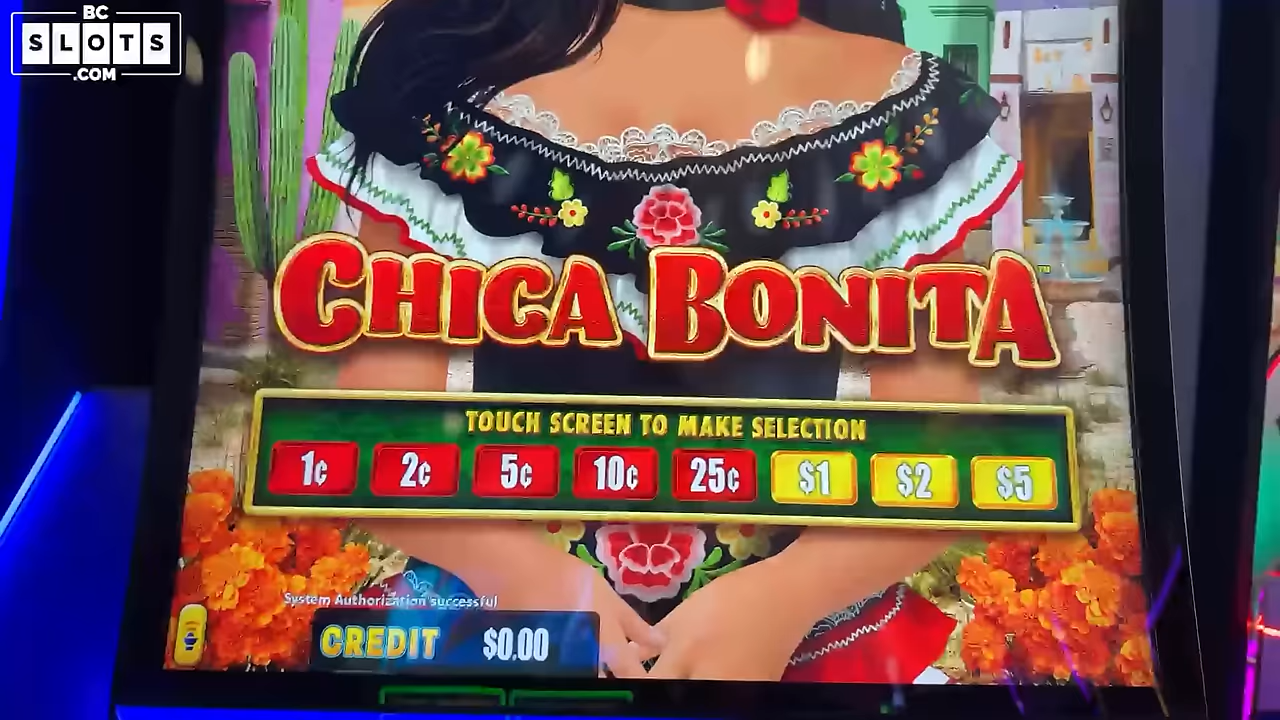 BC
SLOTS
.COM
CHICA BONITA™
TOUCH SCREEN TO MAKE SELECTION
1¢ 2¢ 5¢ 10¢ 25¢ $1 $2 $5
System Authorization successful
CREDIT $0.00